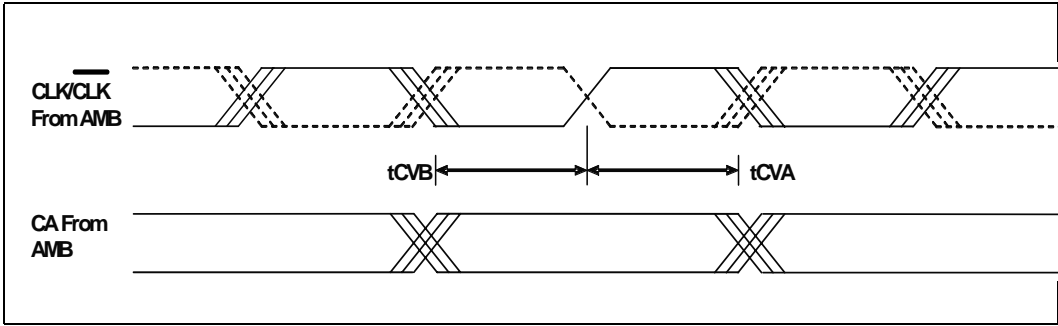 CLK/CLK
From AMB
tCVB
tCVA
CA From
AMB